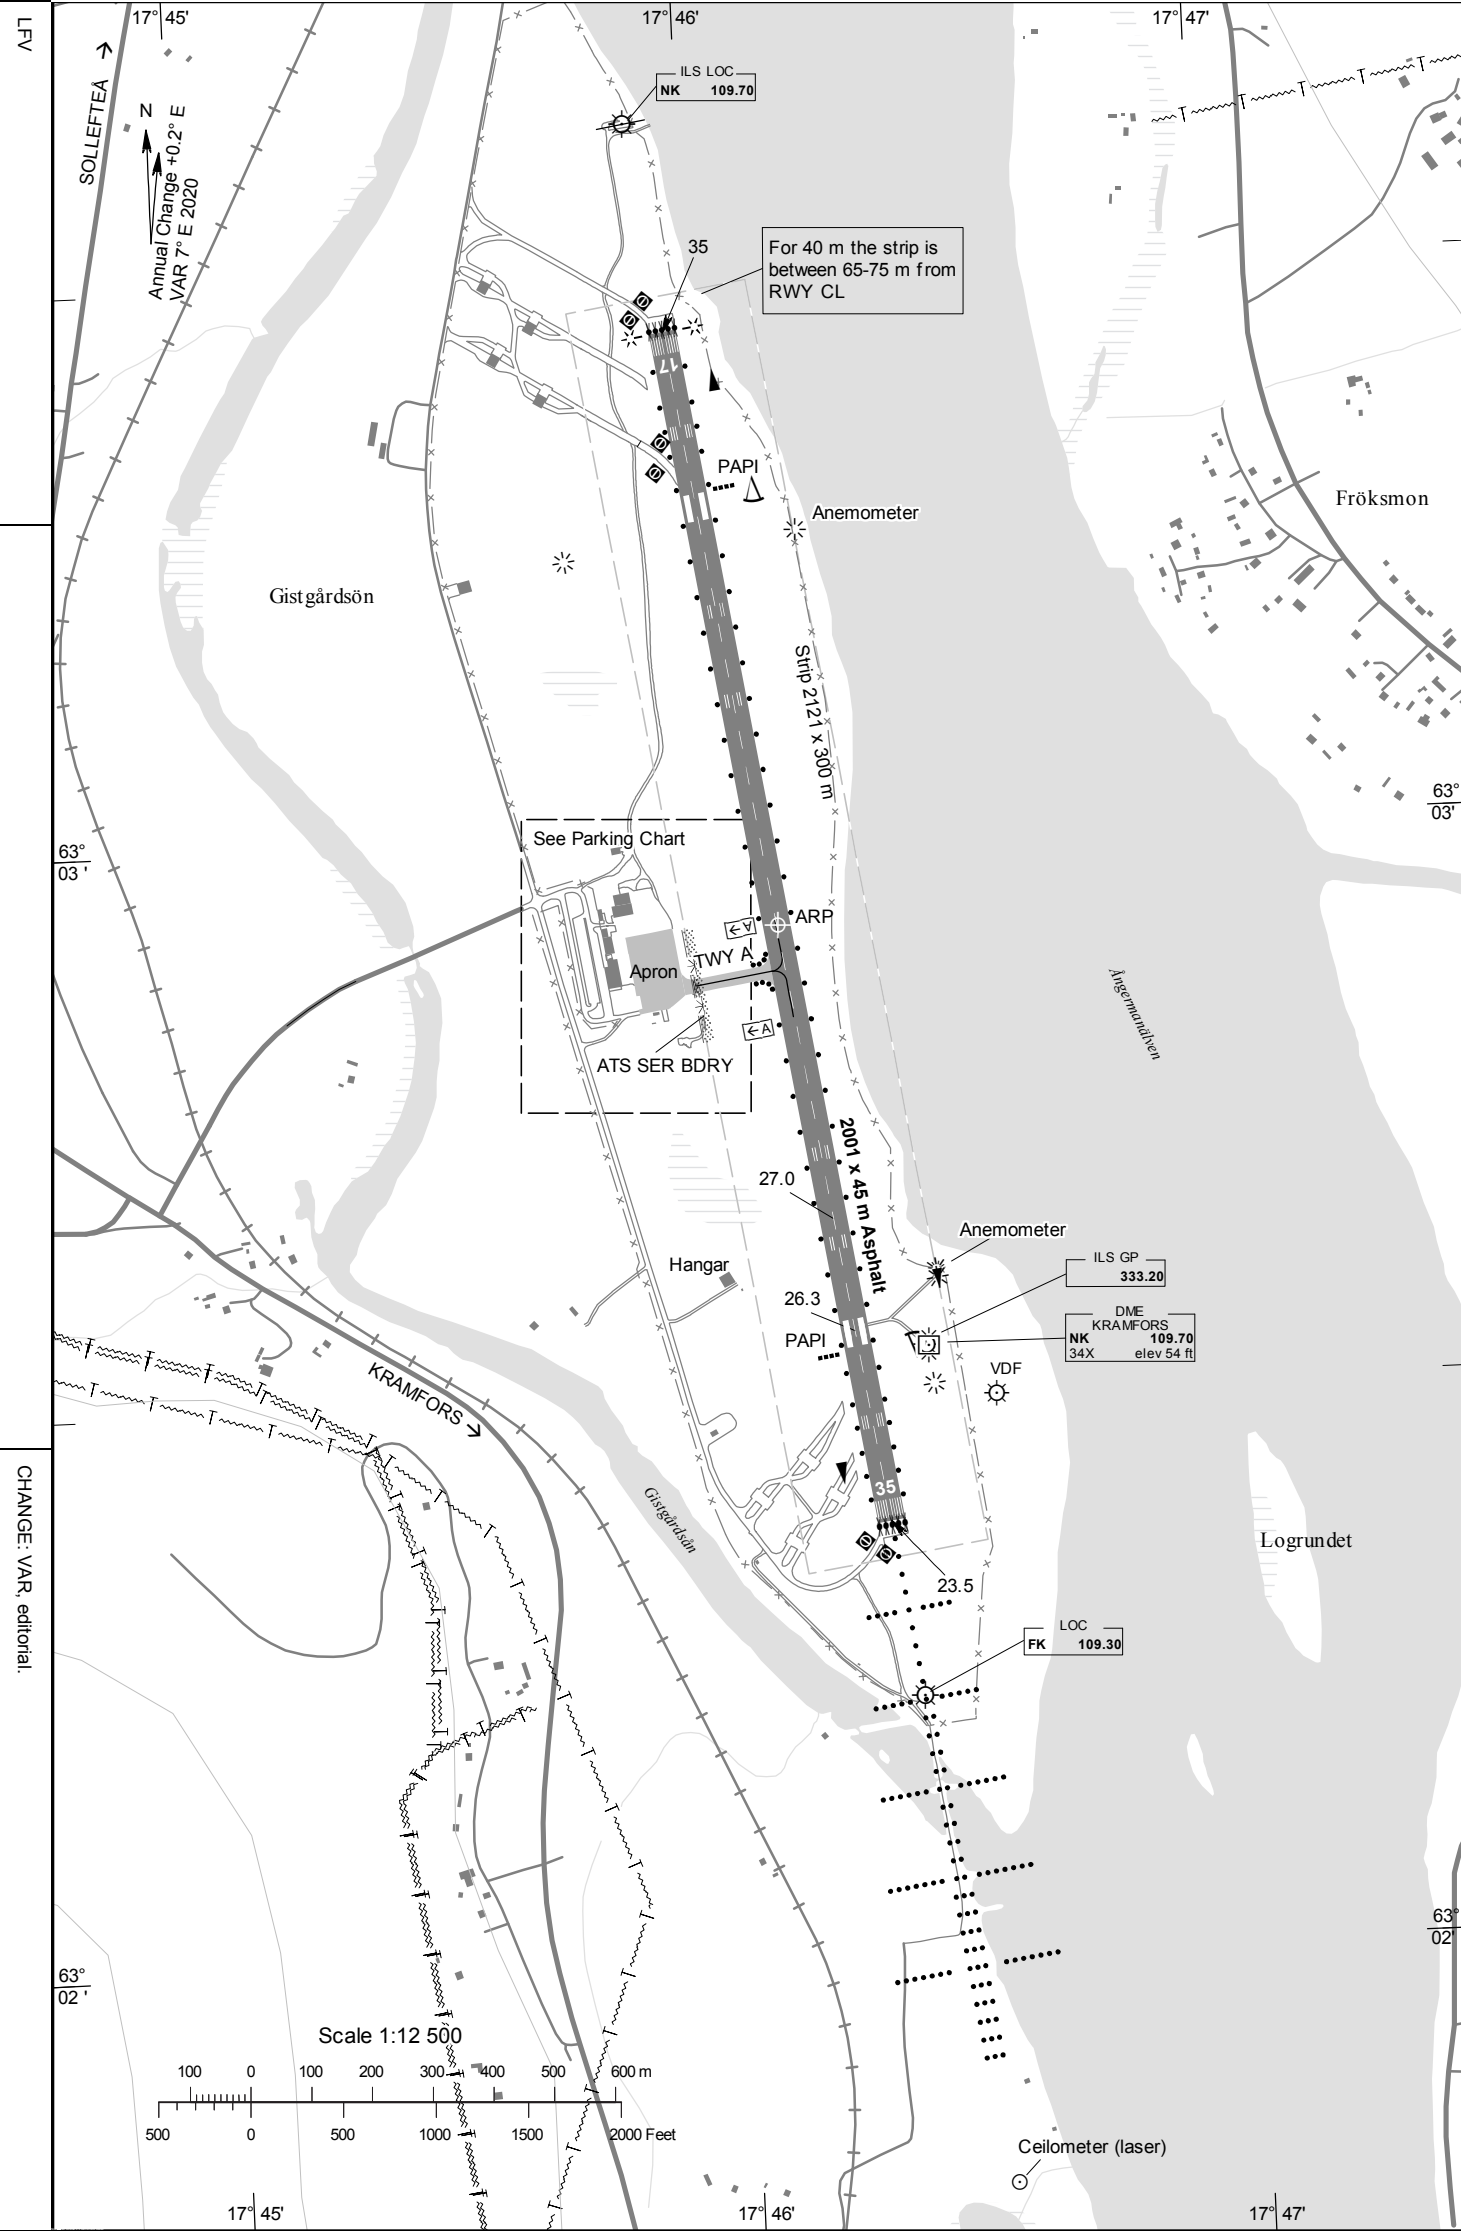 LFV
17° 45'
17° 46'
17° 47'
SOLLEFTEÅ →
N
Annual Change +0.2° E
VAR 7° E 2020
ILS LOC
NK 109.70
35
For 40 m the strip is
between 65-75 m from
RWY CL
17
PAPI
Anemometer
Fröksmon
Gistgårdsön
Strip 2121 x 300 m
63°
03'
63°
03 '
See Parking Chart
A→
ARP
TWY A
Apron
←A
ATS SER BDRY
Ångermanälven
2001 x 45 m Asphalt
27.0
Anemometer
Hangar
ILS GP
333.20
26.3
DME
KRAMFORS
NK 109.70
34X elev 54 ft
PAPI
VDF
KRAMFORS →
35
Gistgårdsån
Logrundet
23.5
LOC
FK 109.30
CHANGE: VAR, editorial.
63°
02'
63°
02 '
Scale 1:12 500
100 0 100 200 300 400 500 600 m
500 0 500 1000 1500 2000 Feet
Ceilometer (laser)
17° 45'
17° 46'
17° 47'